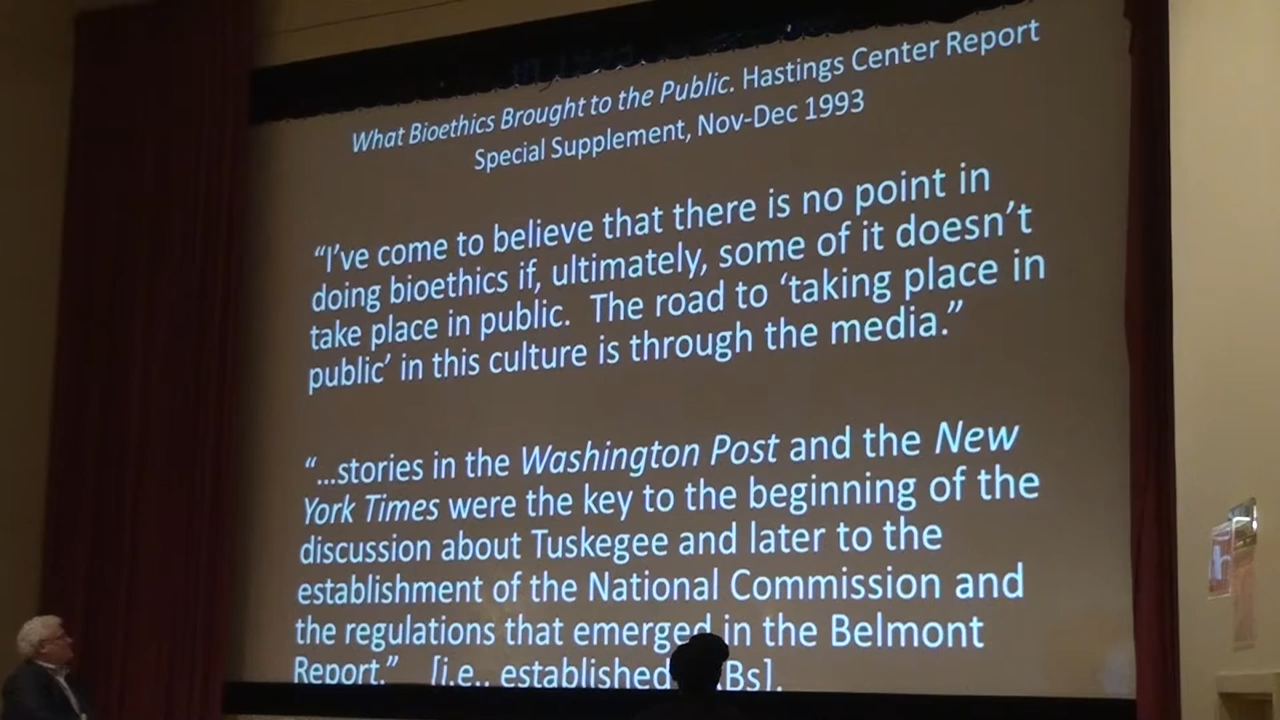 What Bioethics Brought to the Public. Hastings Center Report
Special Supplement, Nov-Dec 1993
“I’ve come to believe that there is no point in
doing bioethics if, ultimately, some of it doesn’t
take place in public. The road to ‘taking place in
public’ in this culture is through the media.”
“...stories in the Washington Post and the New
York Times were the key to the beginning of the
discussion about Tuskegee and later to the
establishment of the National Commission and
the regulations that emerged in the Belmont
Report.” [i.e., established Bs].